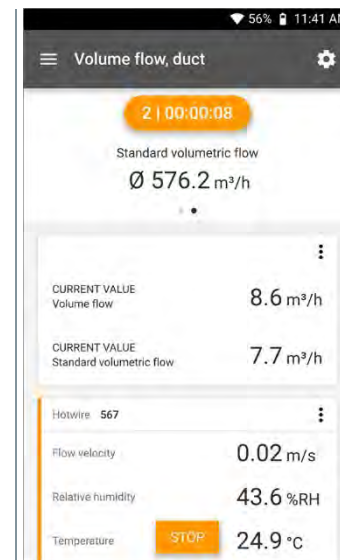 56% 11:41 AM
Volume flow, duct
2 | 00:00:08
Standard volumetric flow
Ø 576.2 m³/h
CURRENT VALUE
Volume flow
8.6 m³/h
CURRENT VALUE
Standard volumetric flow
7.7 m³/h
Hotwire 567
Flow velocity 0.02 m/s
Relative humidity 43.6 %RH
Temperature STOP 24.9 °C